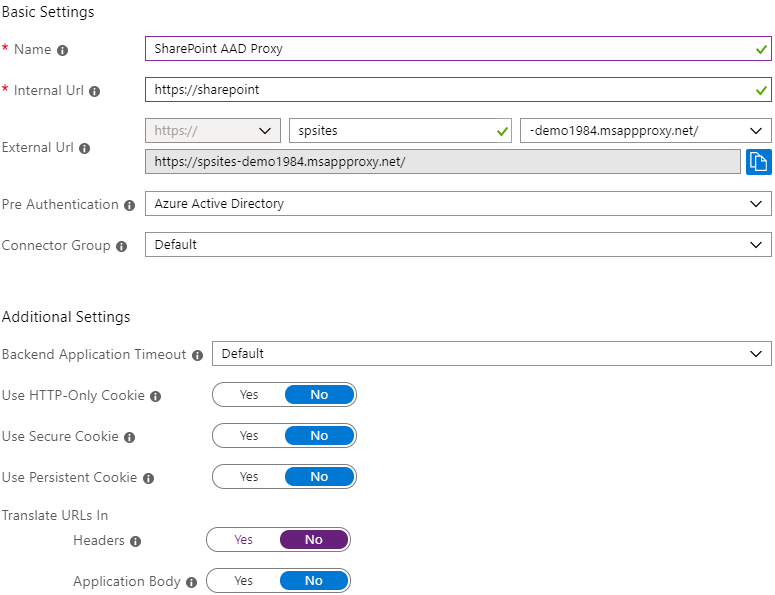 Basic Settings
* Name SharePoint AAD Proxy
* Internal Url https://sharepoint
External Url https:// spsites -demo1984.msappproxy.net/
https://spsites-demo1984.msappproxy.net/
Pre Authentication Azure Active Directory
Connector Group Default
Additional Settings
Backend Application Timeout Default
Use HTTP-Only Cookie Yes No
Use Secure Cookie Yes No
Use Persistent Cookie Yes No
Translate URLs In
Headers Yes No
Application Body Yes No